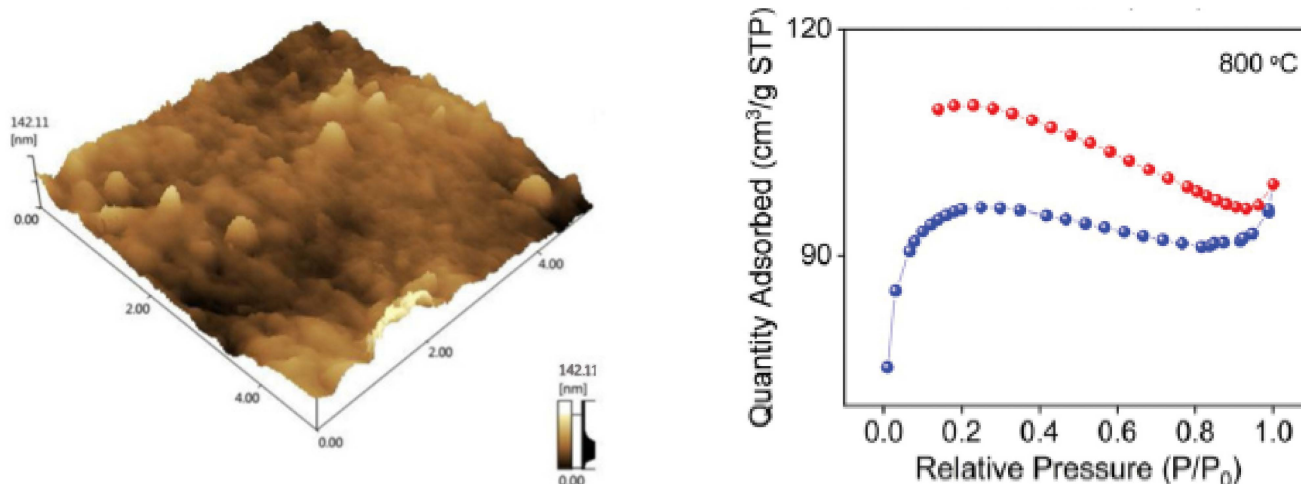 142.11
[nm]
0.00
2.00
4.00
0.00
2.00
4.00
142.11
[nm]
0.00
120
90
Quantity Adsorbed (cm³/g STP)
800 °C
0.0 0.2 0.4 0.6 0.8 1.0
Relative Pressure (P/P₀)